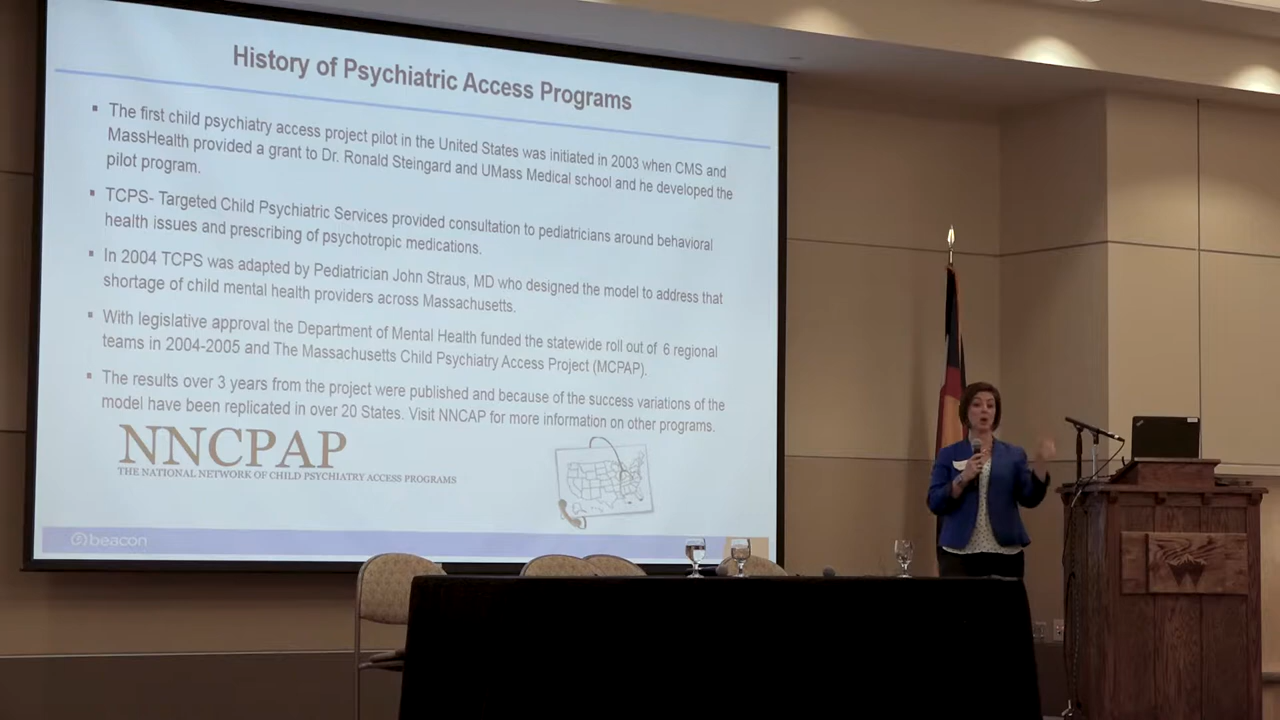 History of Psychiatric Access Programs
▪ The first child psychiatry access project pilot in the United States was initiated in 2003 when CMS and
MassHealth provided a grant to Dr. Ronald Steingard and UMass Medical school and he developed the
pilot program.
▪ TCPS- Targeted Child Psychiatric Services provided consultation to pediatricians around behavioral
health issues and prescribing of psychotropic medications.
▪ In 2004 TCPS was adapted by Pediatrician John Straus, MD who designed the model to address that
shortage of child mental health providers across Massachusetts.
▪ With legislative approval the Department of Mental Health funded the statewide roll out of 6 regional
teams in 2004-2005 and The Massachusetts Child Psychiatry Access Project (MCPAP).
▪ The results over 3 years from the project were published and because of the success variations of the
model have been replicated in over 20 States. Visit NNCAP for more information on other programs.
NNCPAP
THE NATIONAL NETWORK OF CHILD PSYCHIATRY ACCESS PROGRAMS
beacon